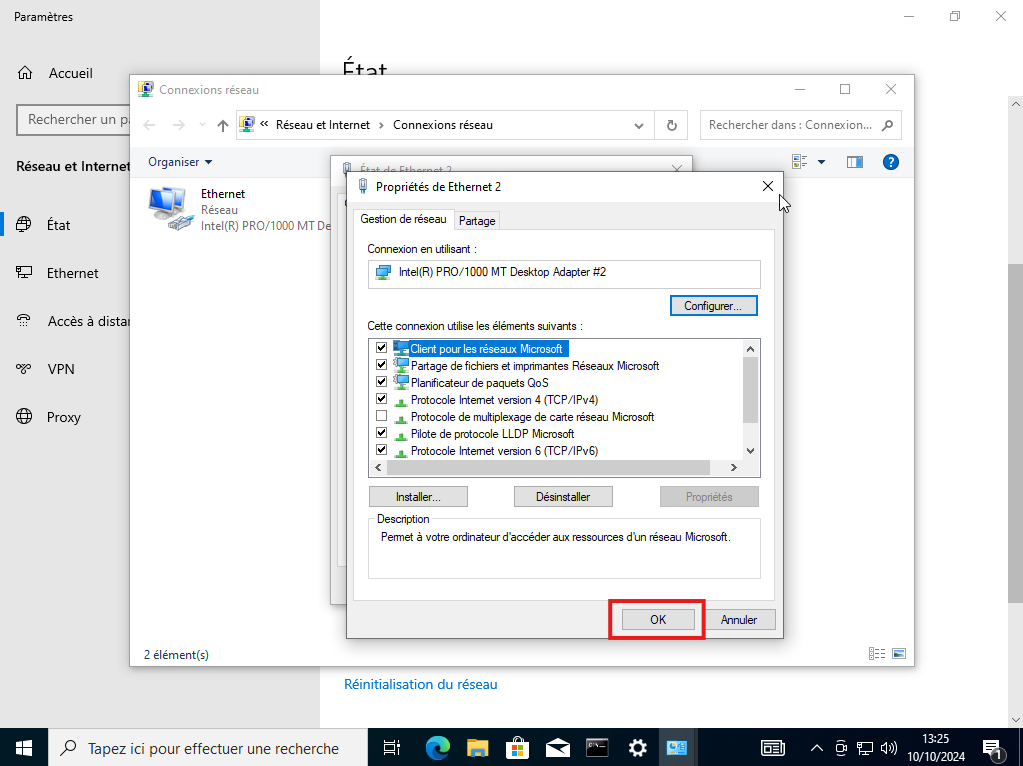 Paramètres
Accueil
Rechercher un pa
Réseau et Internet
État
Ethernet
Accès à distan
VPN
Proxy
État
Connexions réseau
« Réseau et Internet › Connexions réseau
Rechercher dans : Connexion...
Organiser
Ethernet
Réseau
Intel(R) PRO/1000 MT De
État de Ethernet 2
Propriétés de Ethernet 2
Gestion de réseau
Partage
Connexion en utilisant :
Intel(R) PRO/1000 MT Desktop Adapter #2
Configurer...
Cette connexion utilise les éléments suivants :
Client pour les réseaux Microsoft
Partage de fichiers et imprimantes Réseaux Microsoft
Planificateur de paquets QoS
Protocole Internet version 4 (TCP/IPv4)
Protocole de multiplexage de carte réseau Microsoft
Pilote de protocole LLDP Microsoft
Protocole Internet version 6 (TCP/IPv6)
Installer...
Désinstaller
Propriétés
Description
Permet à votre ordinateur d'accéder aux ressources d'un réseau Microsoft.
OK
Annuler
2 élément(s)
Réinitialisation du réseau
Tapez ici pour effectuer une recherche
13:25
10/10/2024
1